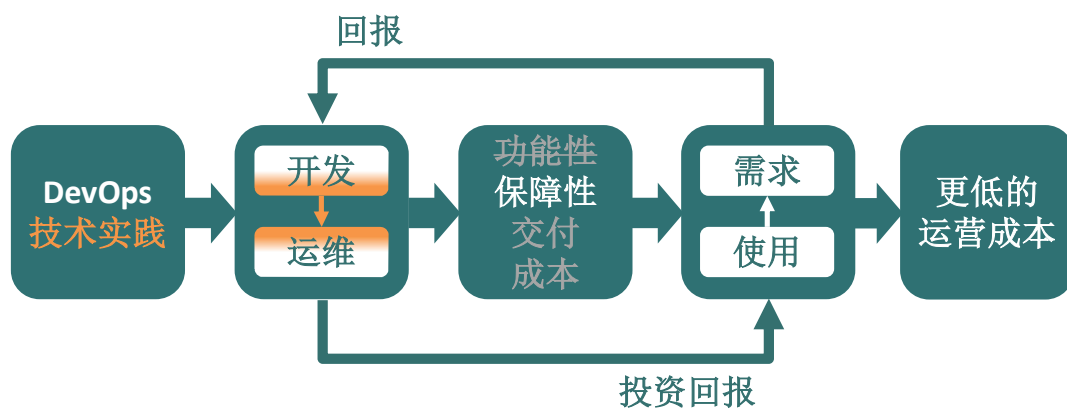 回报
DevOps
技术实践
开发
运维
功能性
保障性
交付
成本
需求
使用
更低的
运营成本
投资回报